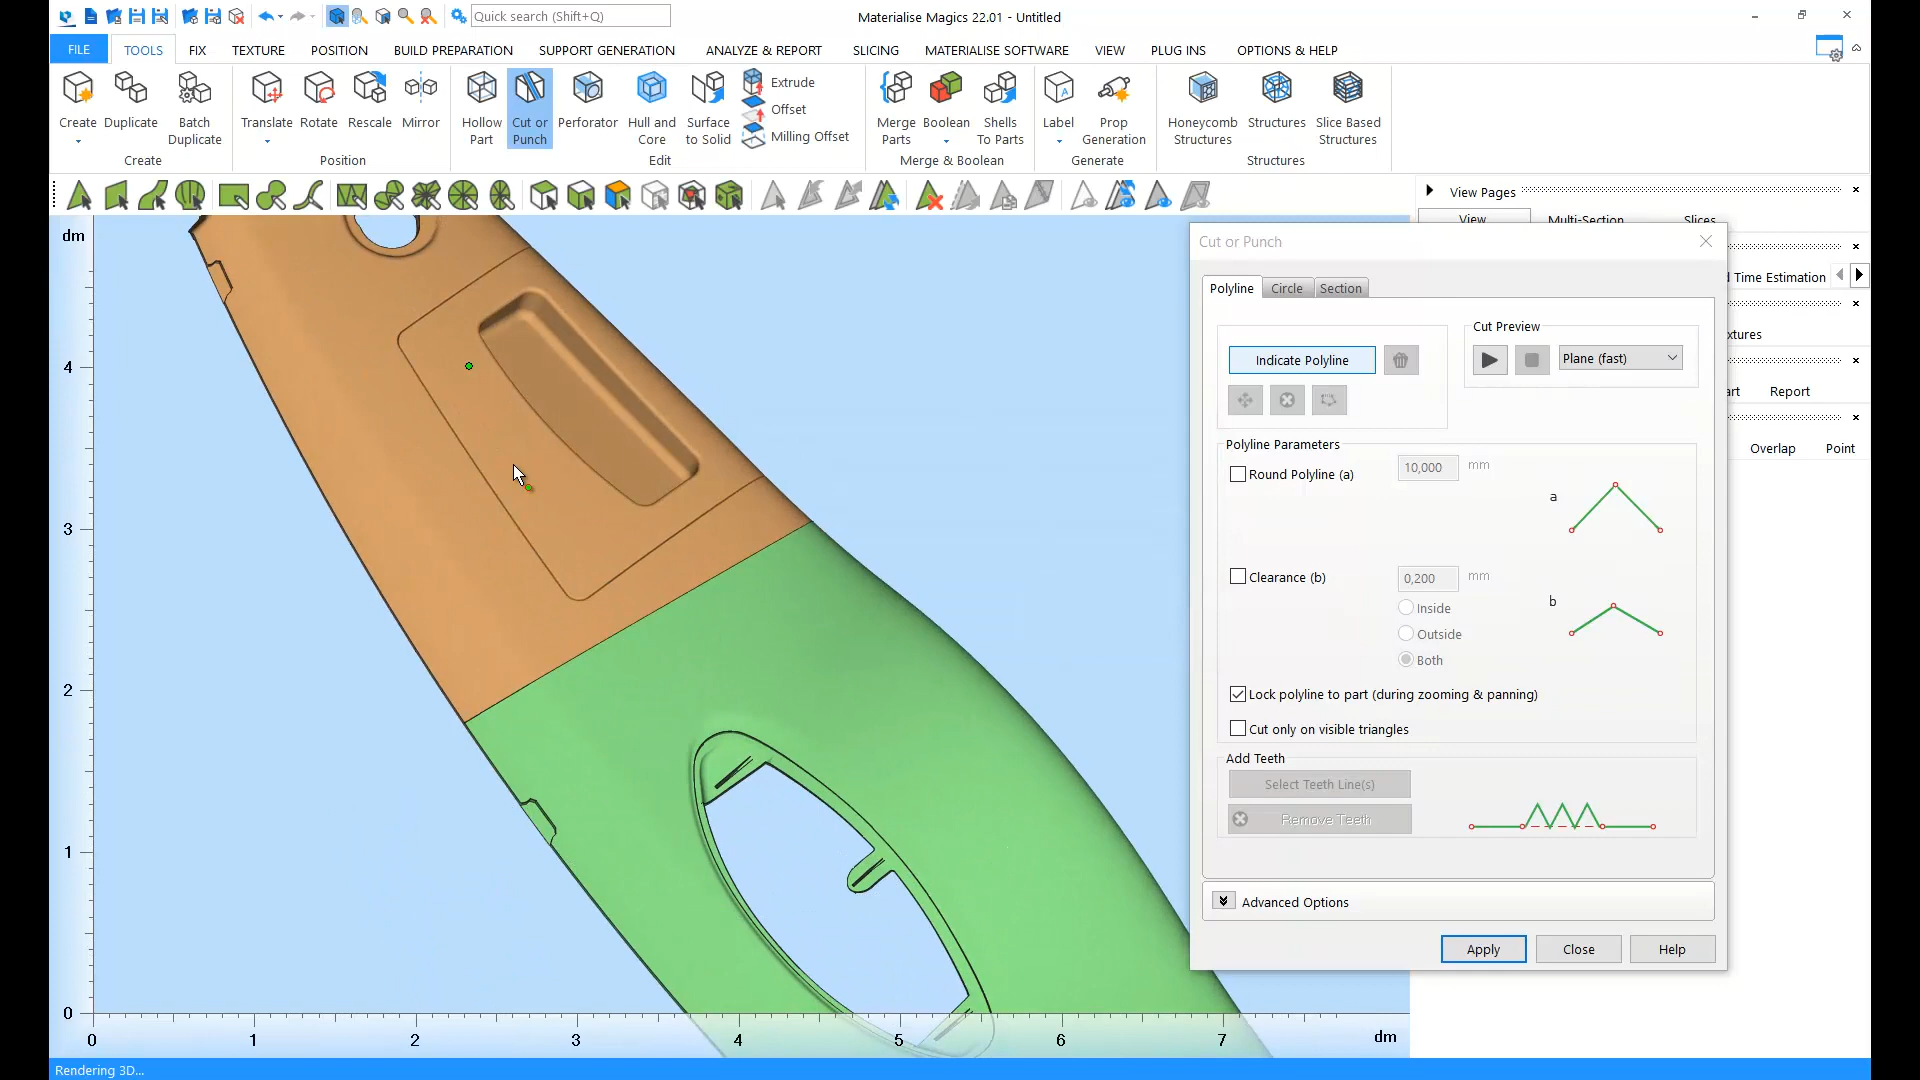 Quick search (Shift+Q)
Materialise Magics 22.01 - Untitled
FILE TOOLS FIX TEXTURE POSITION BUILD PREPARATION SUPPORT GENERATION ANALYZE & REPORT SLICING MATERIALISE SOFTWARE VIEW PLUG INS OPTIONS & HELP
Create Duplicate Batch Duplicate
Create
Translate Rotate Rescale Mirror
Position
Hollow Part Cut or Punch Perforator Hull and Core Surface to Solid
Extrude
Offset
Milling Offset
Edit
Merge Parts Boolean Shells To Parts
Merge & Boolean
Label Prop Generation
Generate
Honeycomb Structures Structures Slice Based Structures
Structures
View Pages
View Multi-Section Slices
Time Estimation
xtures
art Report
Overlap Point
dm
4
3
2
1
0
0 1 2 3 4 5 6 7 dm
Cut or Punch
Polyline Circle Section
Indicate Polyline
Cut Preview
Plane (fast)
Polyline Parameters
Round Polyline (a) 10,000 mm
a
Clearance (b) 0,200 mm
b
Inside
Outside
Both
Lock polyline to part (during zooming & panning)
Cut only on visible triangles
Add Teeth
Select Teeth Line(s)
Remove Teeth
Advanced Options
Apply Close Help
Rendering 3D...